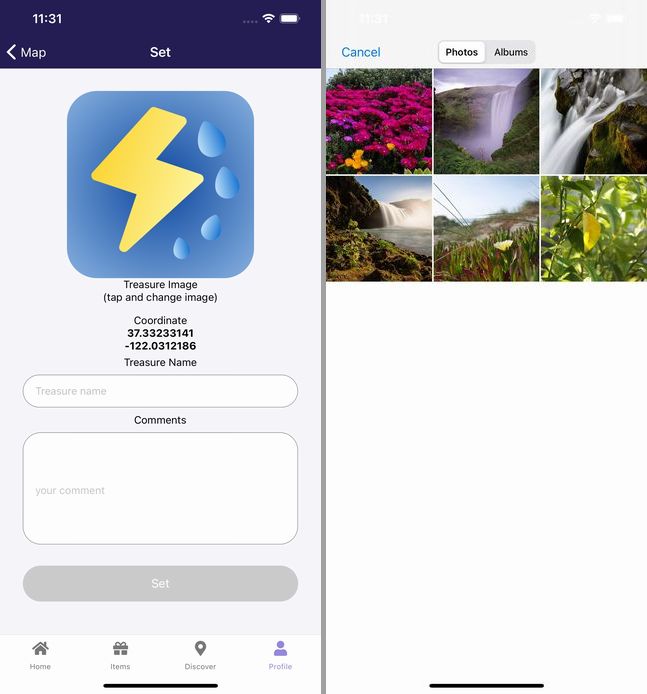 11:31
Map
Set
Treasure Image
(tap and change image)
Coordinate
37.33233141
-122.0312186
Treasure Name
Treasure name
Comments
your comment
Set
Home
Items
Discover
Profile
11:31
Cancel
Photos
Albums